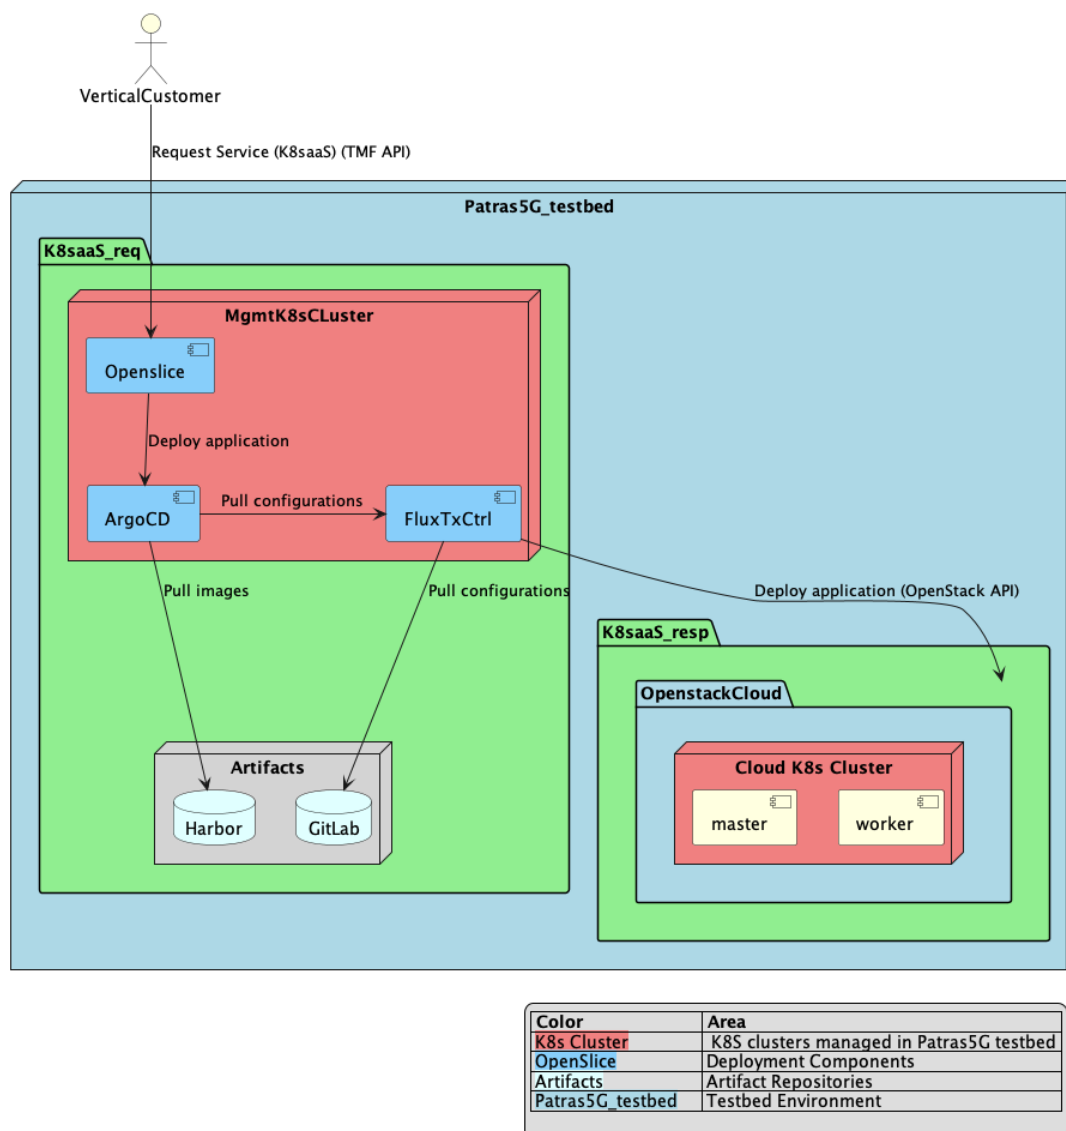 VerticalCustomer
Request Service (K8saaS) (TMF API)
Patras5G_testbed
K8saaS_req
MgmtK8sCLuster
Openslice
Deploy application
ArgoCD
Pull configurations
FluxTxCtrl
Pull images
Pull configurations
Deploy application (OpenStack API)
K8saaS_resp
OpenstackCloud
Cloud K8s Cluster
master
worker
Artifacts
Harbor
GitLab
Color Area
K8s Cluster K8S clusters managed in Patras5G testbed
OpenSlice Deployment Components
Artifacts Artifact Repositories
Patras5G_testbed Testbed Environment